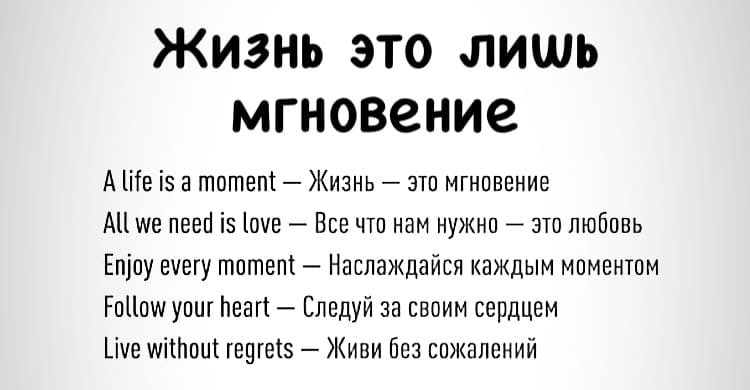 Жизнь это лишь
мгновение
A life is a moment — Жизнь — это мгновение
All we need is love — Все что нам нужно — это любовь
Enjoy every moment — Наслаждайся каждым моментом
Follow your heart — Следуй за своим сердцем
Live without regrets — Живи без сожалений